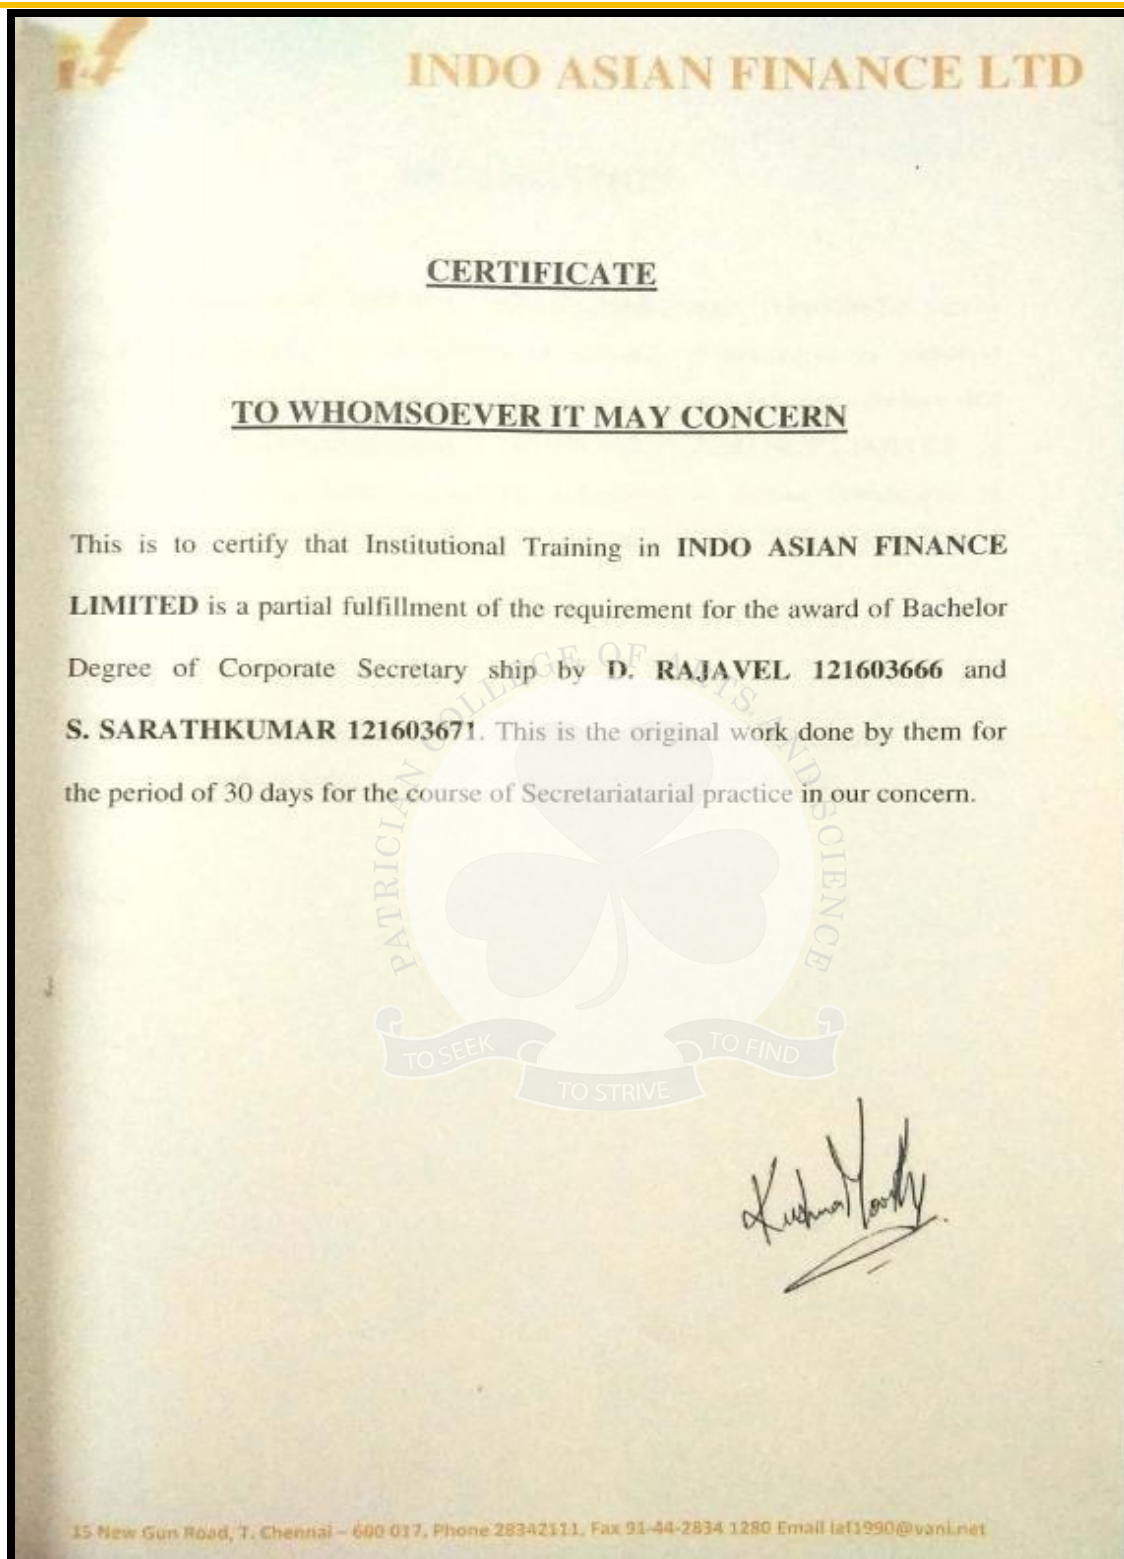 INDO ASIAN FINANCE LTD
CERTIFICATE
TO WHOMSOEVER IT MAY CONCERN
This is to certify that Institutional Training in INDO ASIAN FINANCE
LIMITED is a partial fulfillment of the requirement for the award of Bachelor
Degree of Corporate Secretary ship by D. RAJAVEL 121603666 and
S. SARATHKUMAR 121603671. This is the original work done by them for
the period of 30 days for the course of Secretariatarial practice in our concern.
PATRICIAN COLLEGE OF ARTS AND SCIENCE
TO SEEK
TO STRIVE
TO FIND
15 New Gun Road, T. Chennai – 600 017, Phone 28342111, Fax 91-44-2834 1280 Email iaf1990@vani.net